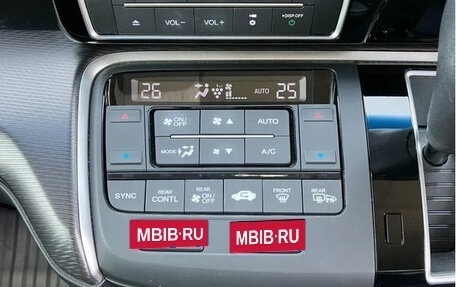 VOL− VOL+ DISP.OFF
26 AUTO 25
ON/OFF AUTO
MODE A/C
SYNC REAR CONTL REAR ON/OFF FRONT REAR
MBIB·RU MBIB·RU